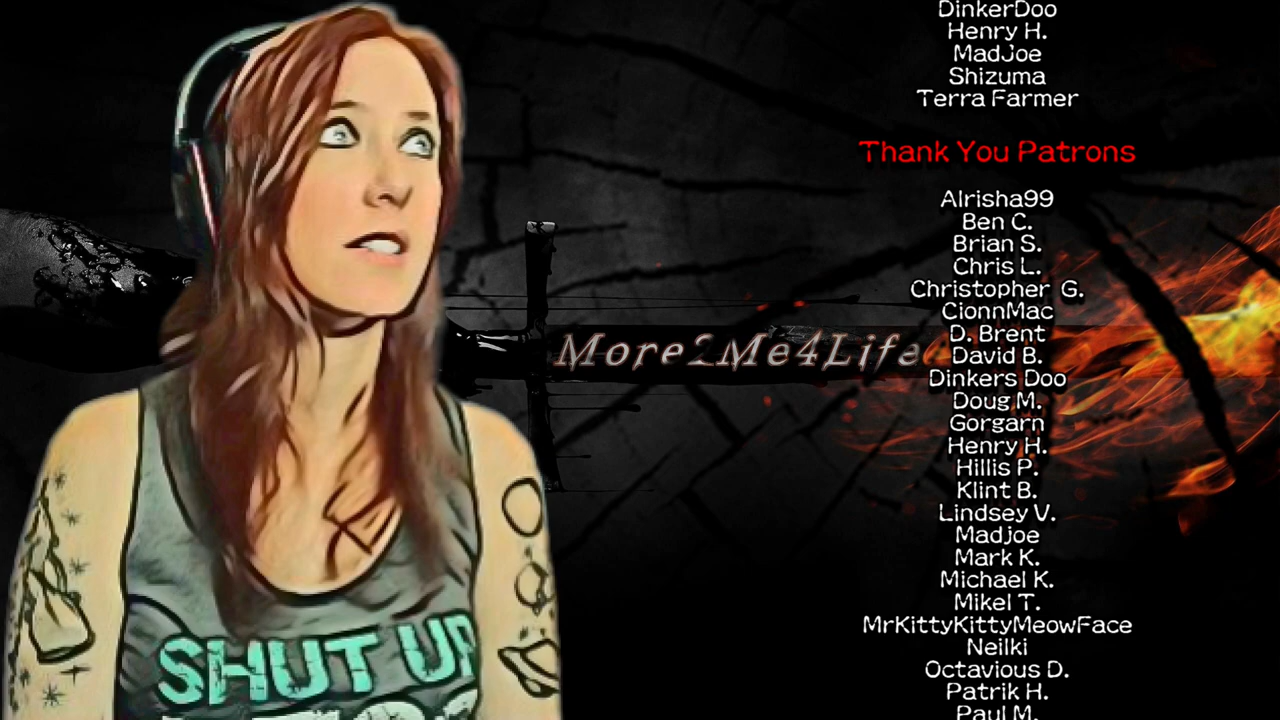 DinkerDoo
Henry H.
MadJoe
Shizuma
Terra Farmer
Thank You Patrons
Alrisha99
Ben C.
Brian S.
Chris L.
Christopher G.
CionnMac
D. Brent
David B.
Dinkers Doo
Doug M.
Gorgarn
Henry H.
Hillis P.
Klint B.
Lindsey V.
Madjoe
Mark K.
Michael K.
Mikel T.
MrKittyKittyMeowFace
Neilki
Octavious D.
Patrik H.
Paul M.
More2Me4Life
SHUT UP